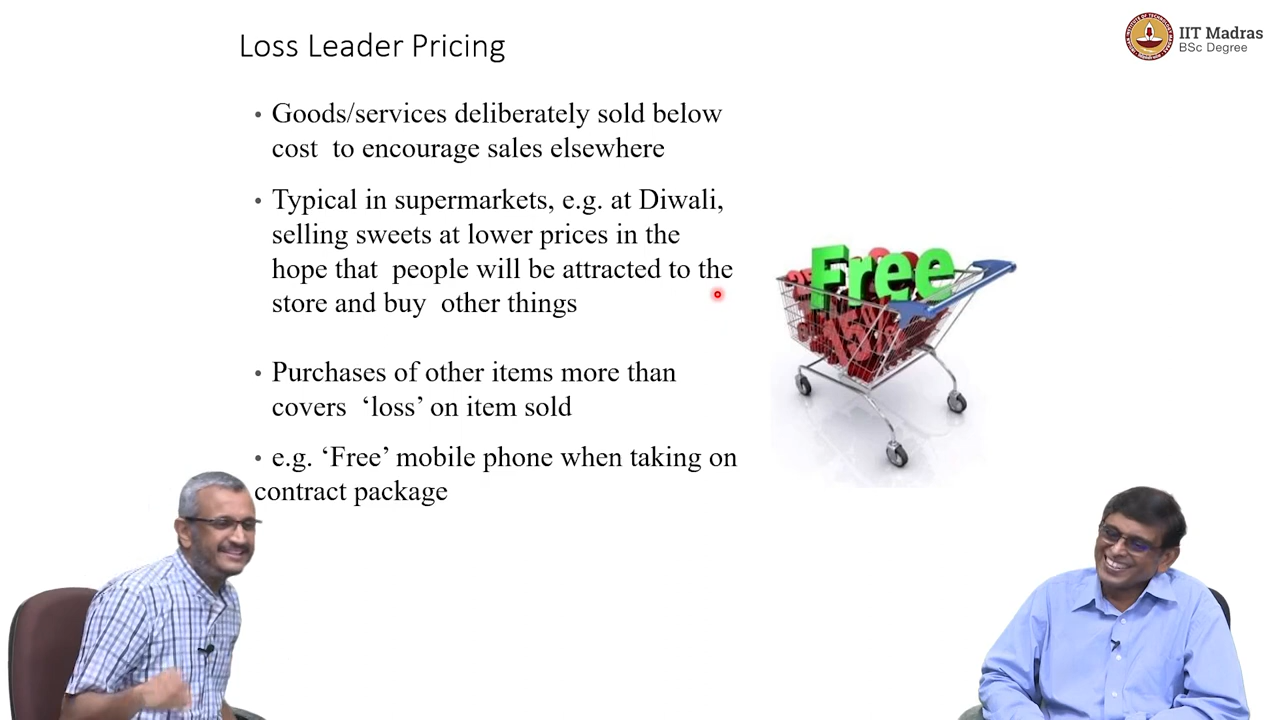 Loss Leader Pricing
IIT Madras
BSc Degree
• Goods/services deliberately sold below
cost to encourage sales elsewhere
• Typical in supermarkets, e.g. at Diwali,
selling sweets at lower prices in the
hope that people will be attracted to the
store and buy other things
Free
• Purchases of other items more than
covers ‘loss’ on item sold
• e.g. ‘Free’ mobile phone when taking on
contract package